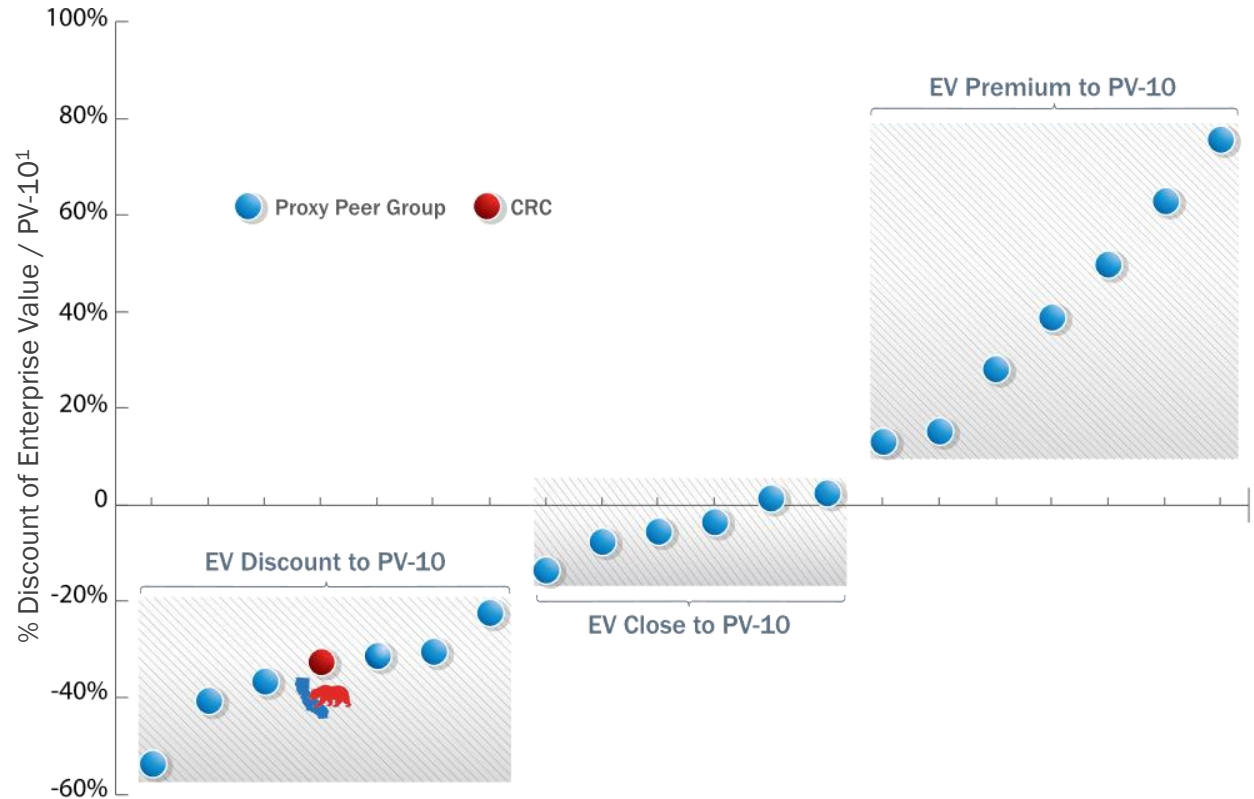 % Discount of Enterprise Value / PV-10¹
100%
80%
60%
40%
20%
0
-20%
-40%
-60%
Proxy Peer Group
CRC
EV Premium to PV-10
EV Discount to PV-10
EV Close to PV-10